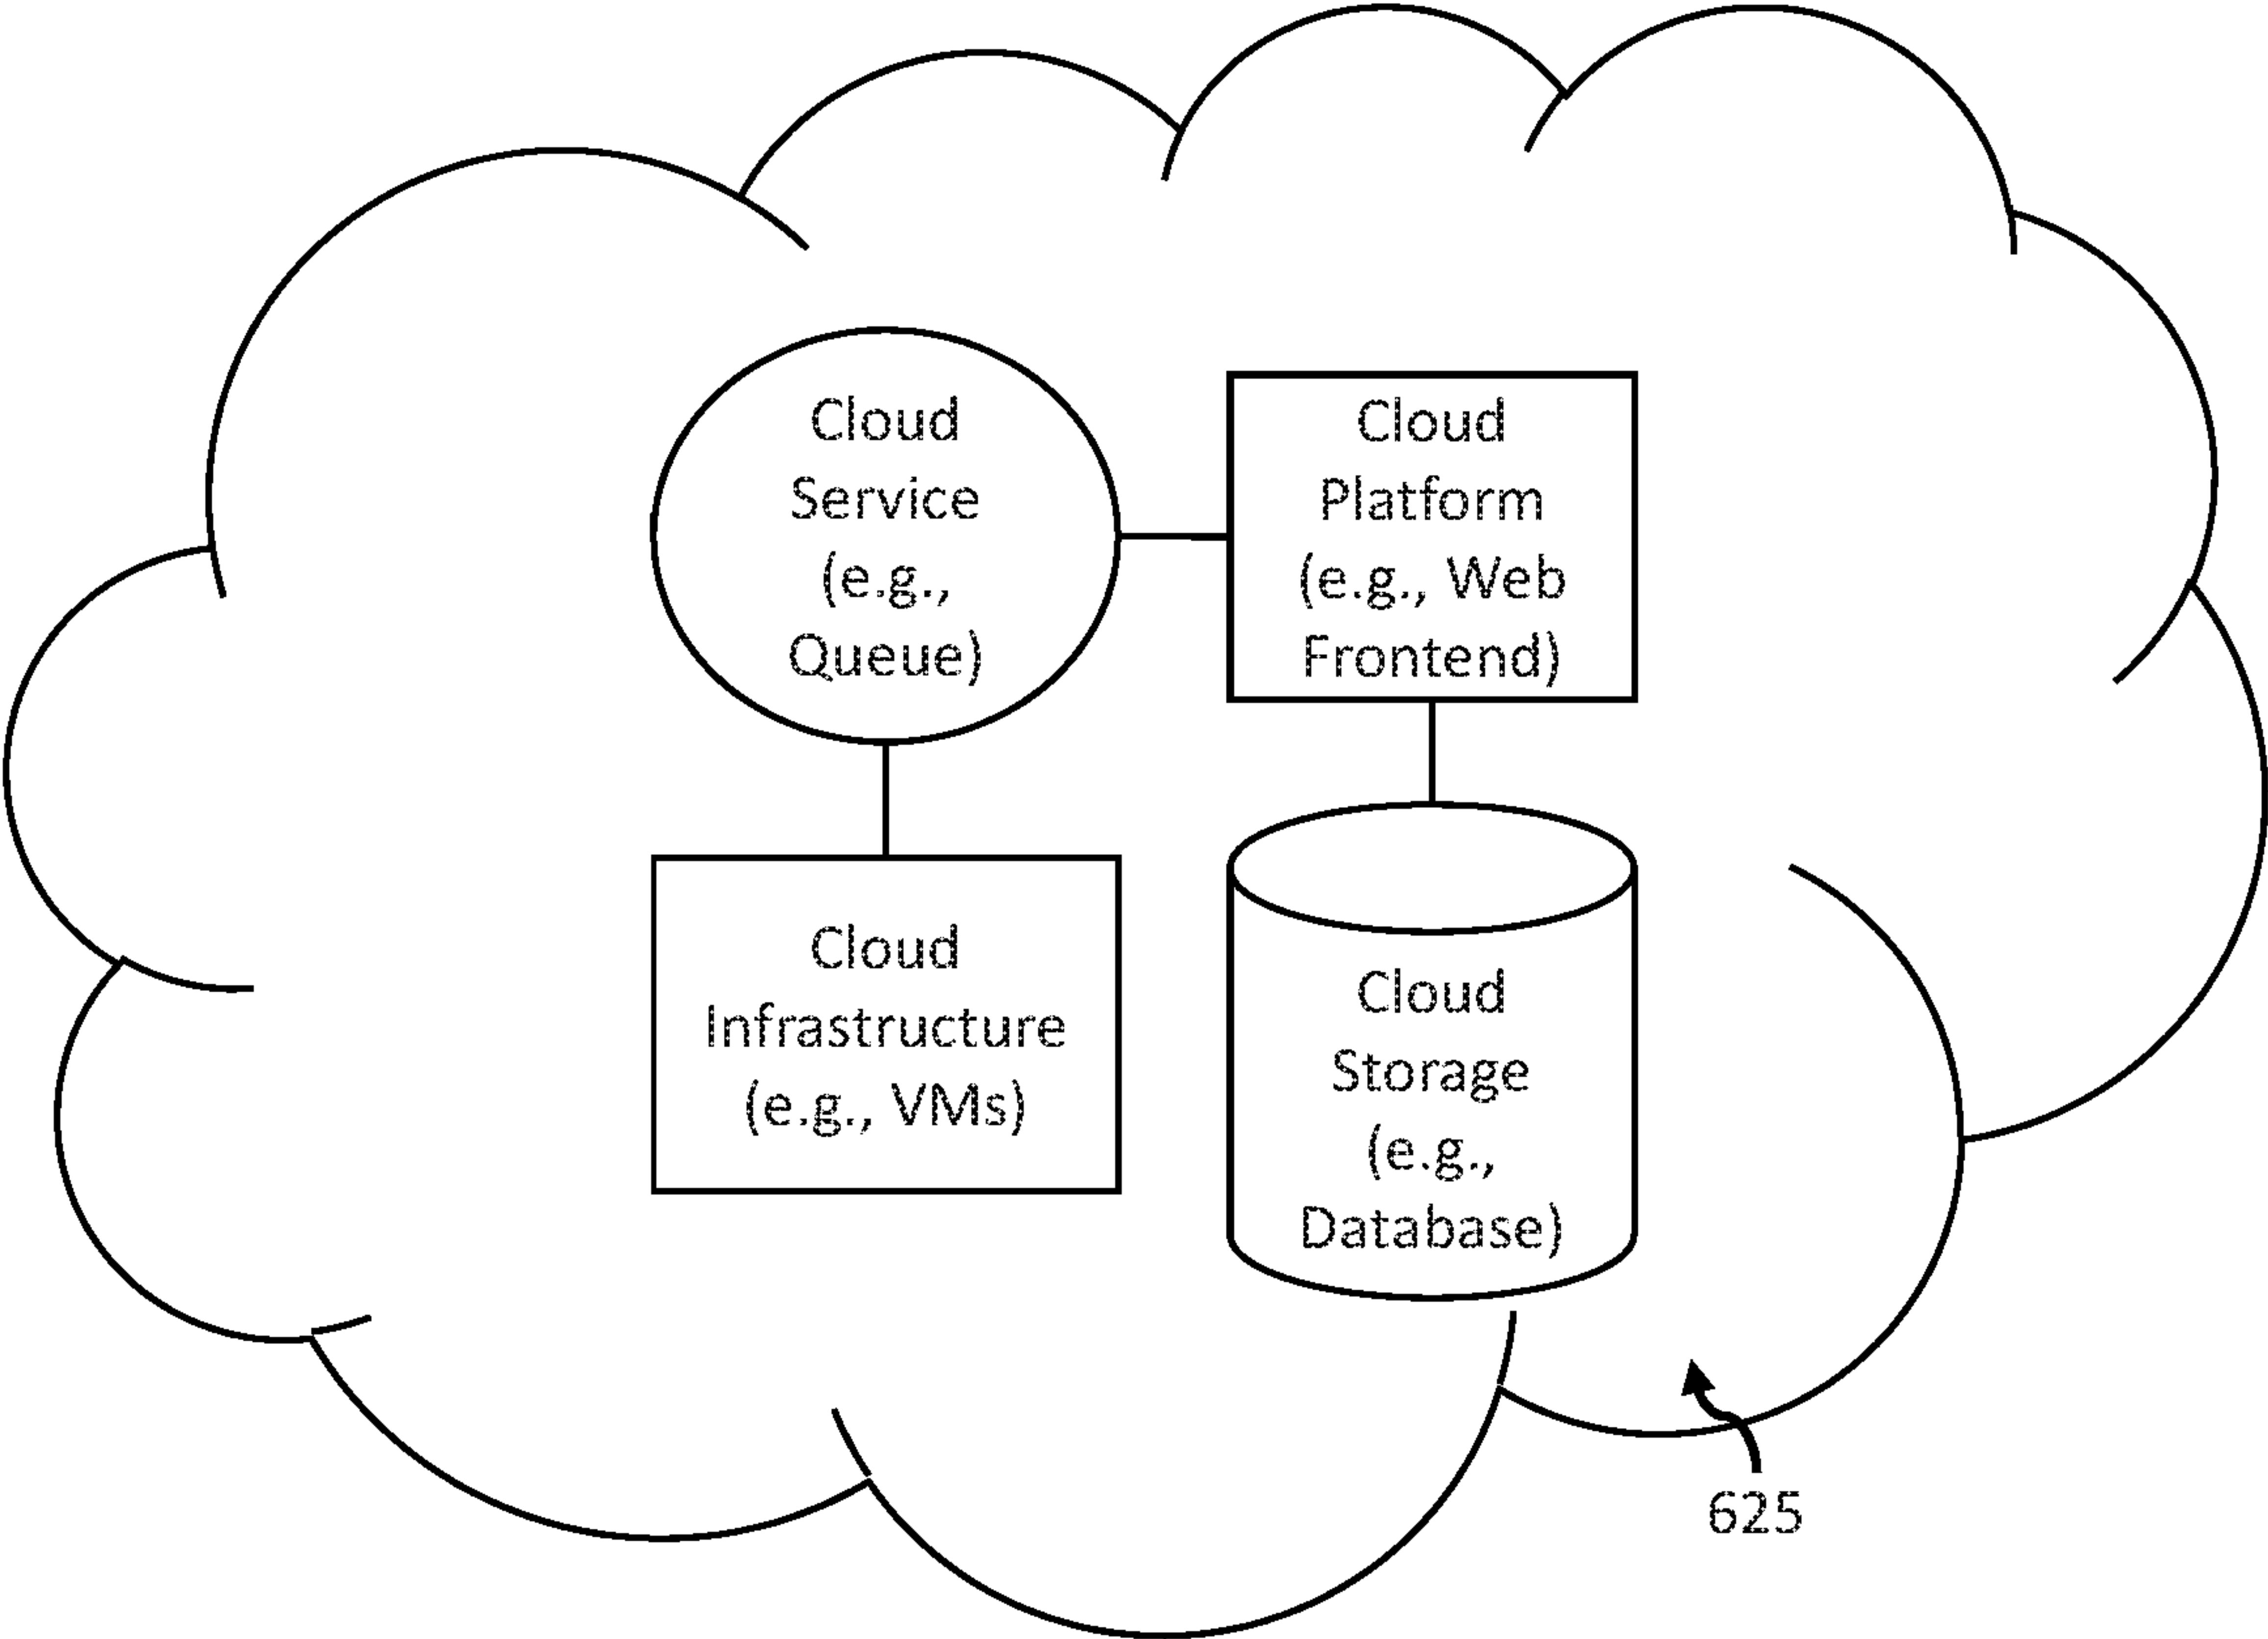 Cloud
Service
(e.g.,
Queue)
Cloud
Platform
(e.g., Web
Frontend)
Cloud
Infrastructure
(e.g., VMs)
Cloud
Storage
(e.g.,
Database)
625